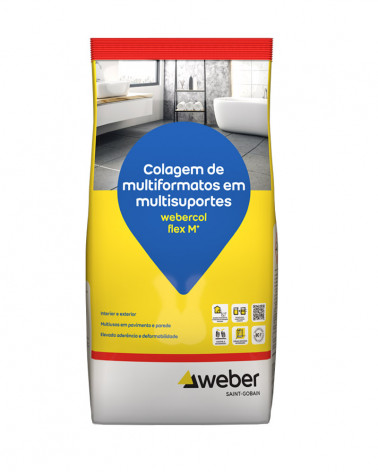 Colagem de
multiformatos em
multisuportes
webercol
flex M⁺
Interior e exterior
Multiusos em pavimento e parede
Elevada aderência e deformabilidade
weber
SAINT-GOBAIN